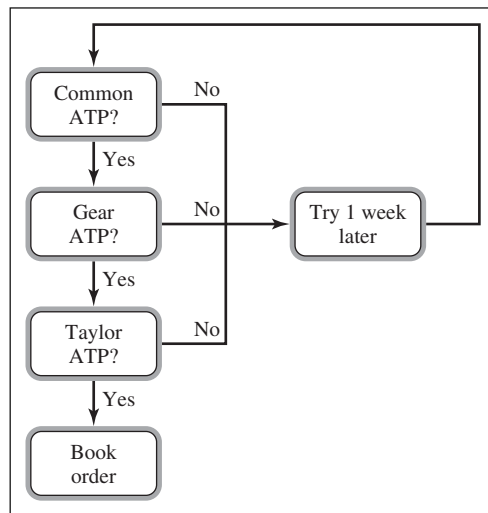 Common
ATP?
No
Yes
Gear
ATP?
No
Try 1 week
later
Yes
Taylor
ATP?
No
Yes
Book
order